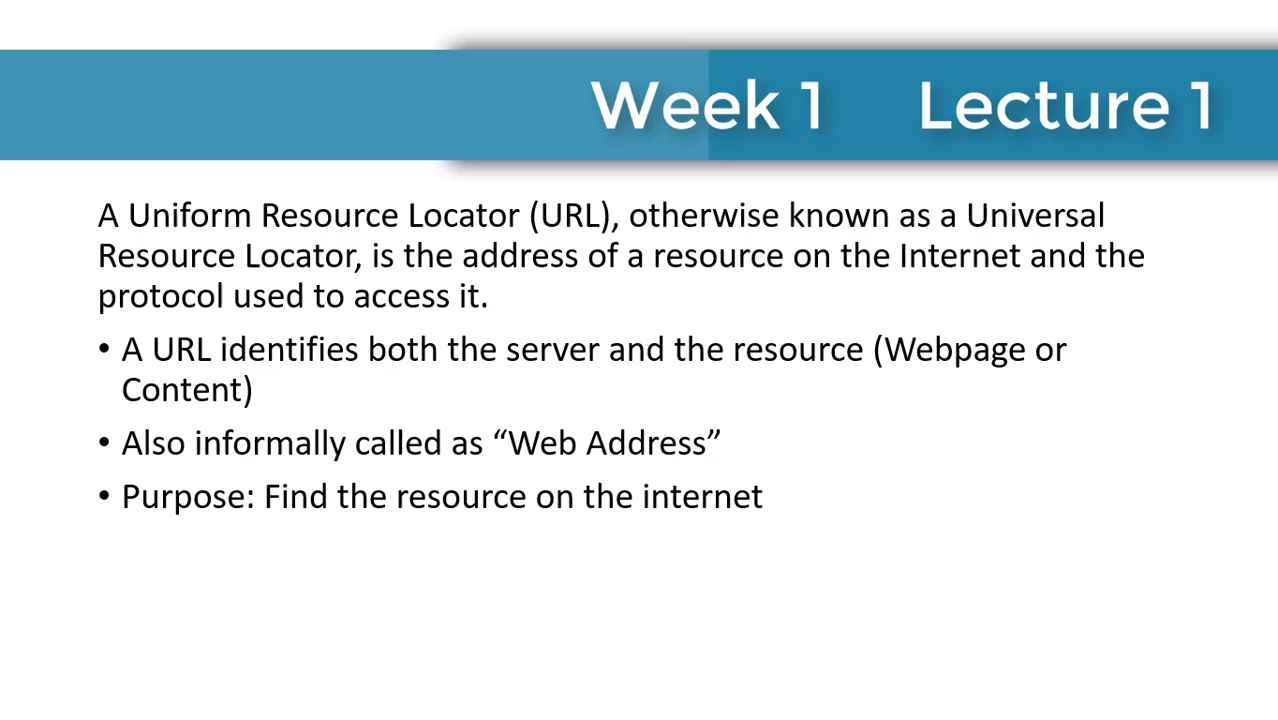 Week 1 Lecture 1
A Uniform Resource Locator (URL), otherwise known as a Universal
Resource Locator, is the address of a resource on the Internet and the
protocol used to access it.
• A URL identifies both the server and the resource (Webpage or
Content)
• Also informally called as “Web Address”
• Purpose: Find the resource on the internet